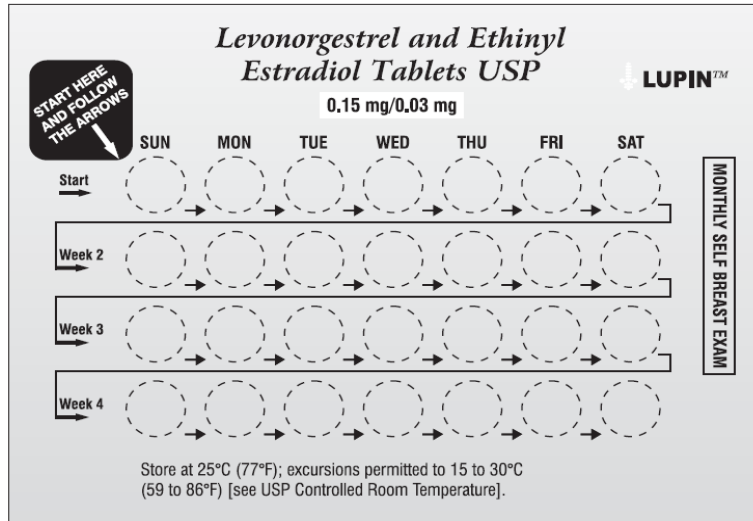 Levonorgestrel and Ethinyl
Estradiol Tablets USP
0.15 mg/0.03 mg
LUPIN™
START HERE
AND FOLLOW
THE ARROWS
SUN MON TUE WED THU FRI SAT
Start
Week 2
Week 3
Week 4
MONTHLY SELF BREAST EXAM
Store at 25°C (77°F); excursions permitted to 15 to 30°C
(59 to 86°F) [see USP Controlled Room Temperature].